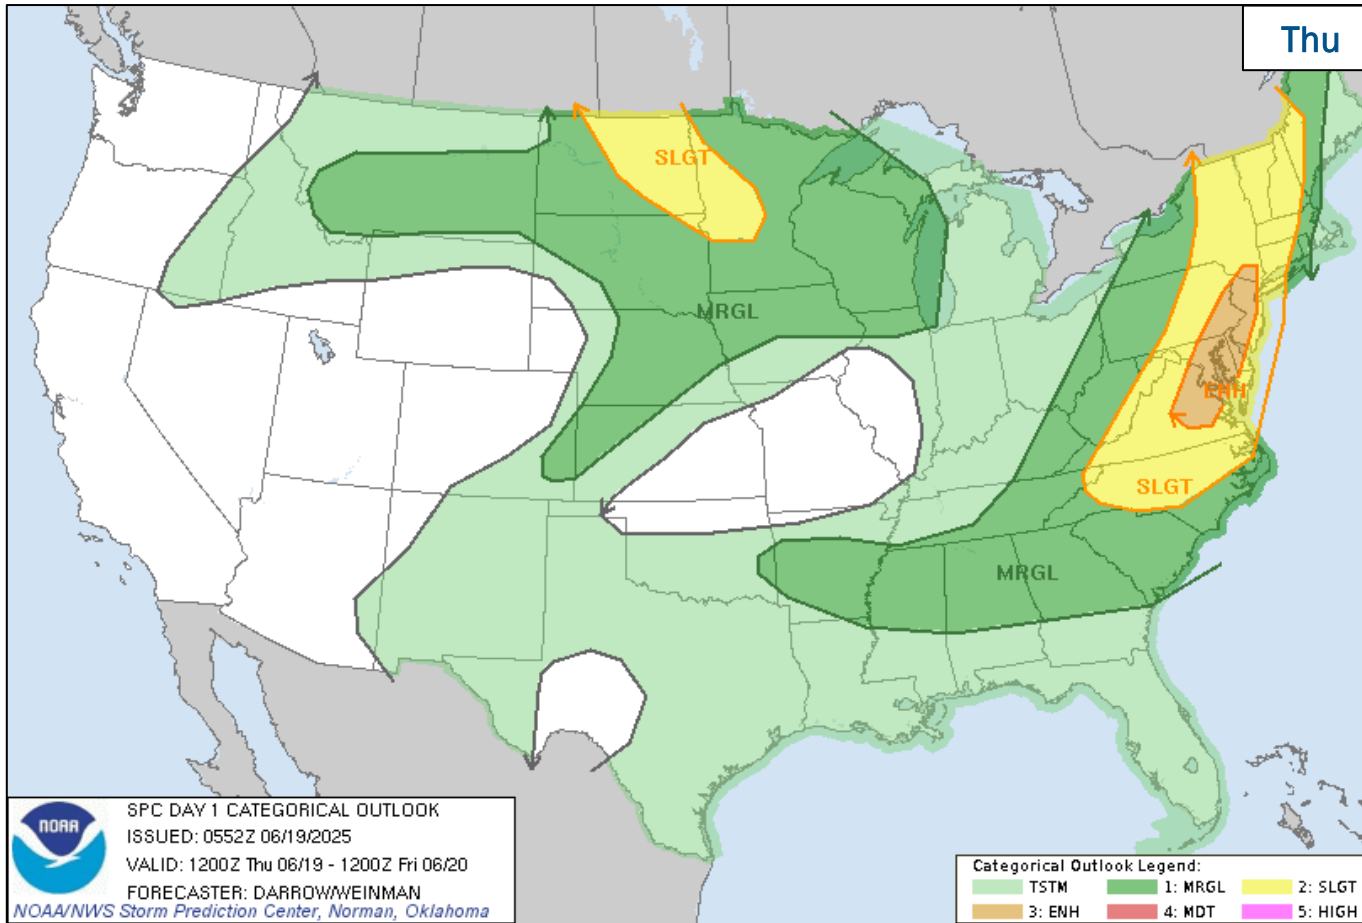 Thu
SLGT
MRGL
ENH
SLGT
MRGL
NOAA
SPC DAY 1 CATEGORICAL OUTLOOK
ISSUED: 0552Z 06/19/2025
VALID: 1200Z Thu 06/19 - 1200Z Fri 06/20
FORECASTER: DARROW/WEINMAN
NOAA/NWS Storm Prediction Center, Norman, Oklahoma
Categorical Outlook Legend:
TSTM 1: MRGL 2: SLGT
3: ENH 4: MDT 5: HIGH